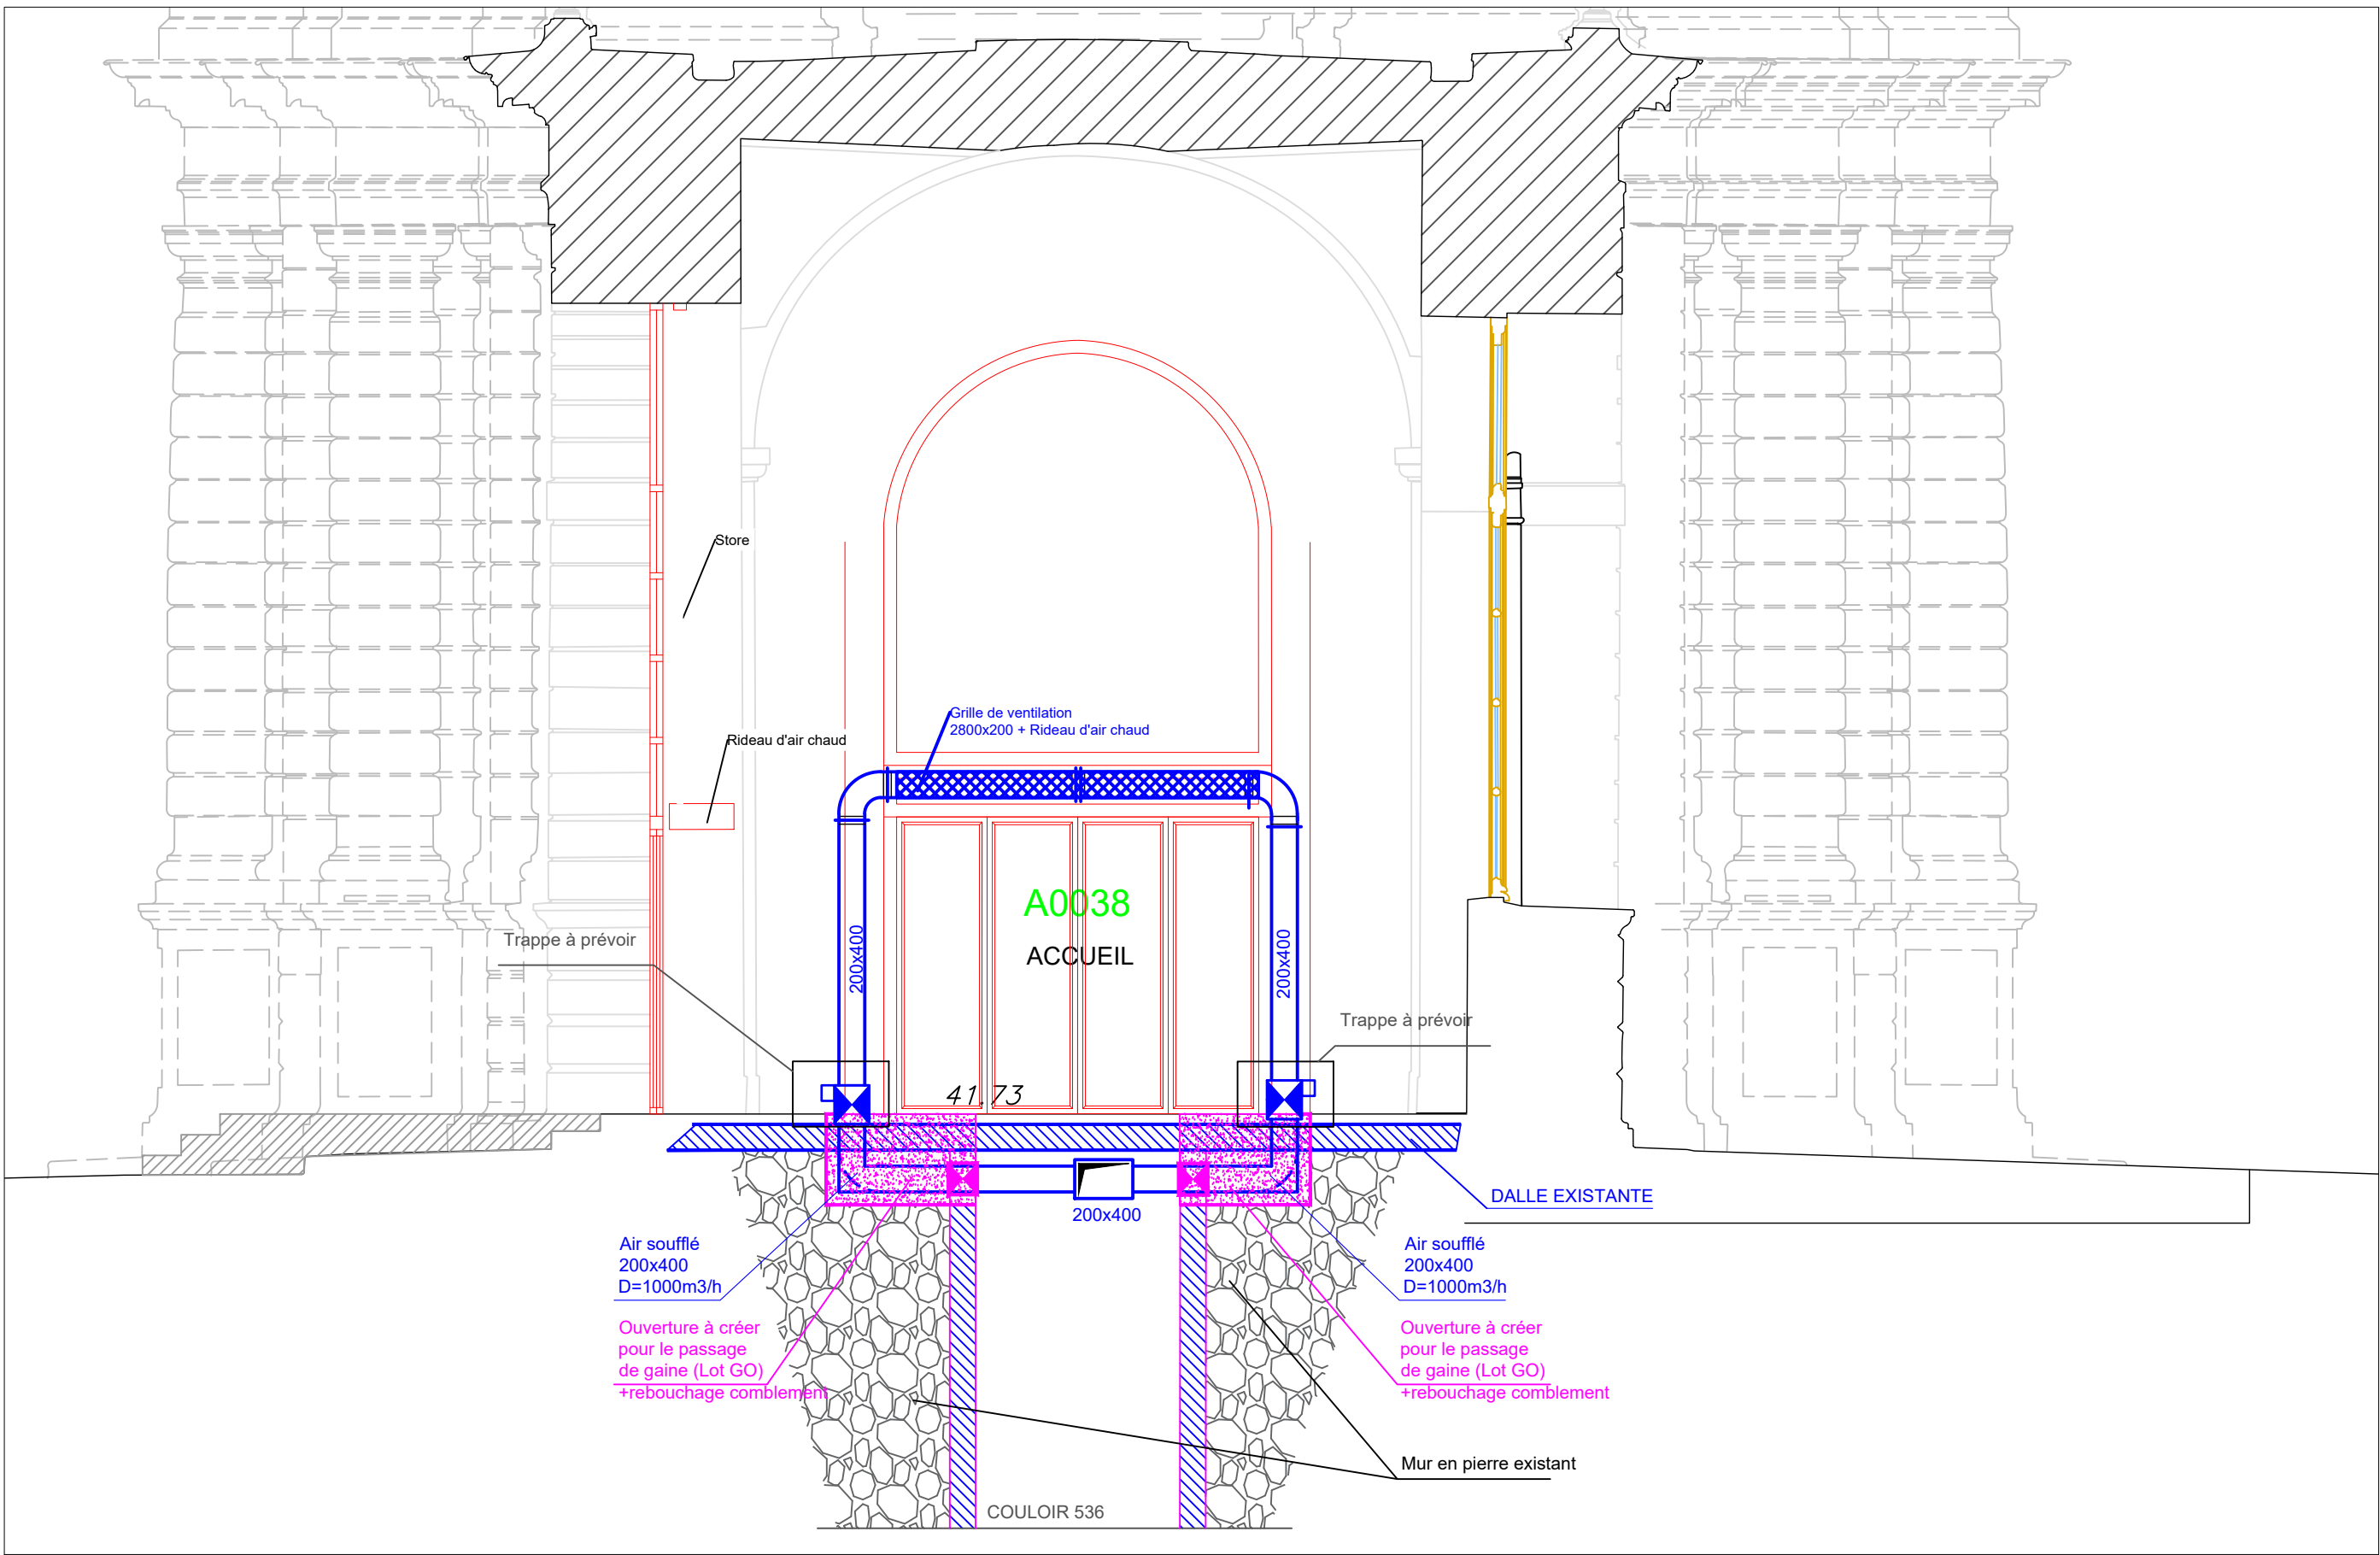 Store
Grille de ventilation
2800x200 + Rideau d'air chaud
Rideau d'air chaud
A0038
ACCUEIL
200x400
200x400
Trappe à prévoir
Trappe à prévoir
41.73
DALLE EXISTANTE
200x400
Air soufflé
200x400
D=1000m3/h
Air soufflé
200x400
D=1000m3/h
Ouverture à créer
pour le passage
de gaine (Lot GO)
+rebouchage comblement
Ouverture à créer
pour le passage
de gaine (Lot GO)
+rebouchage comblement
Mur en pierre existant
COULOIR 536